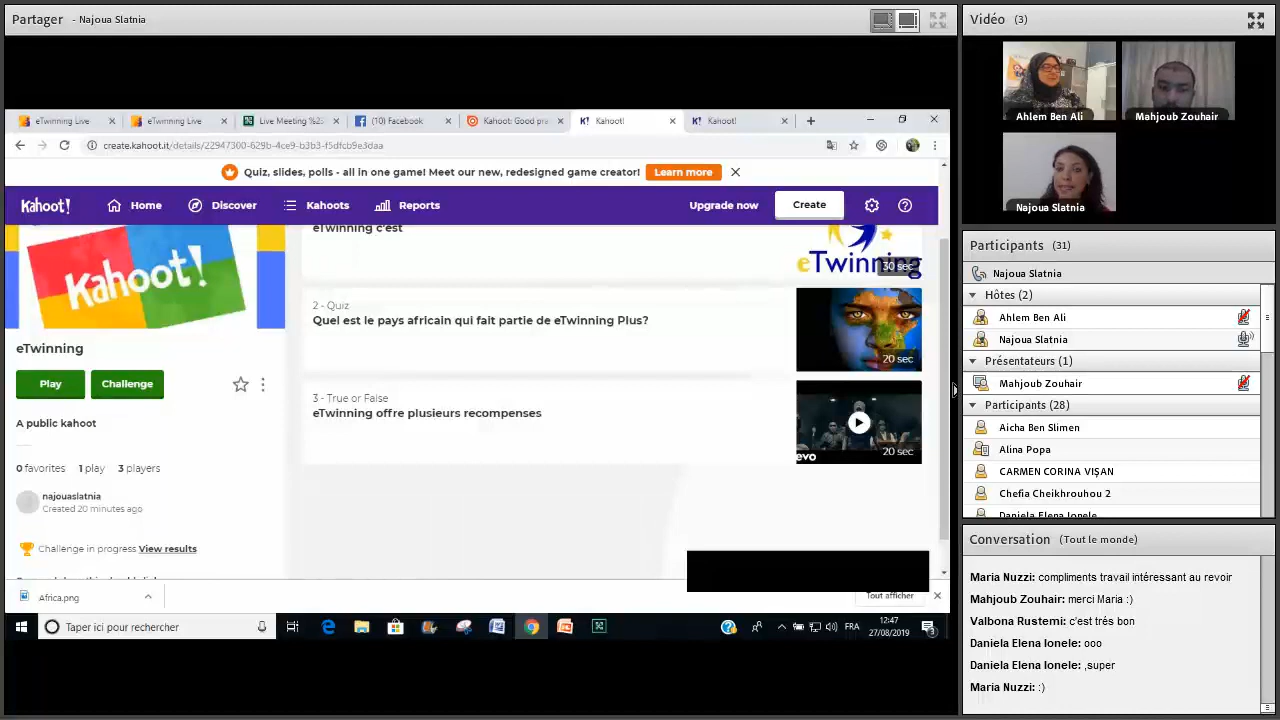 Partager - Najoua Slatnia
eTwinning Live
eTwinning Live
Live Meeting %23
(10) Facebook
Kahoot: Good pra
Kahoot!
Kahoot!
create.kahoot.it/details/22947300-629b-4ce9-b3b3-f5dfcb9e3daa
Quiz, slides, polls - all in one game! Meet our new, redesigned game creator! Learn more
Kahoot! Home Discover Kahoots Reports Upgrade now Create
Kahoot!
eTwinning
Play Challenge
A public kahoot
0 favorites 1 play 3 players
najouaslatnia
Created 20 minutes ago
Challenge in progress View results
eTwinning c'est
eTwinning
30 sec
2 - Quiz
Quel est le pays africain qui fait partie de eTwinning Plus?
20 sec
3 - True or False
eTwinning offre plusieurs recompenses
evo 20 sec
Africa.png
Tout afficher
Taper ici pour rechercher
FRA
12:47
27/08/2019
3
Vidéo (3)
Ahlem Ben Ali
Mahjoub Zouhair
Najoua Slatnia
Participants (31)
Najoua Slatnia
Hôtes (2)
Ahlem Ben Ali
Najoua Slatnia
Présentateurs (1)
Mahjoub Zouhair
Participants (28)
Aicha Ben Slimen
Alina Popa
CARMEN CORINA VIȘAN
Chefia Cheikhrouhou 2
Daniela Elena Ionele
Conversation (Tout le monde)
Maria Nuzzi: compliments travail intéressant au revoir
Mahjoub Zouhair: merci Maria :)
Valbona Rustemi: c'est trés bon
Daniela Elena Ionele: ooo
Daniela Elena Ionele: ,super
Maria Nuzzi: :)